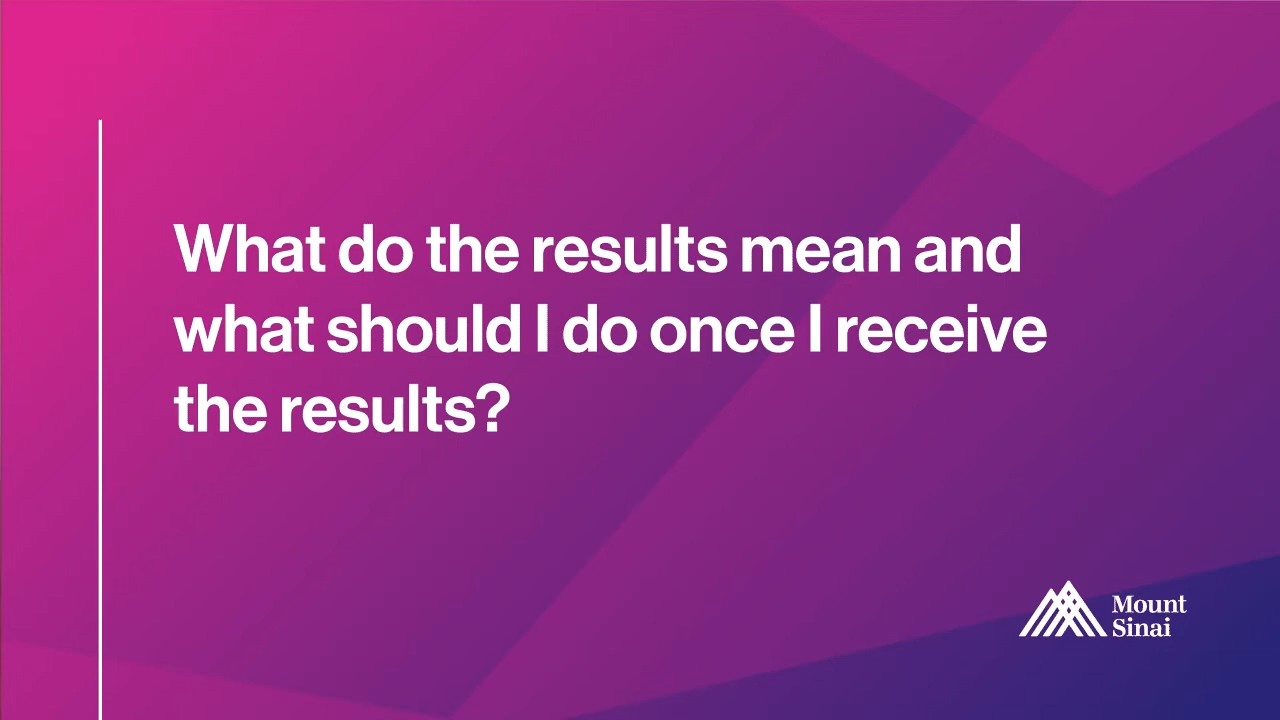 What do the results mean and
what should I do once I receive
the results?
Mount
Sinai